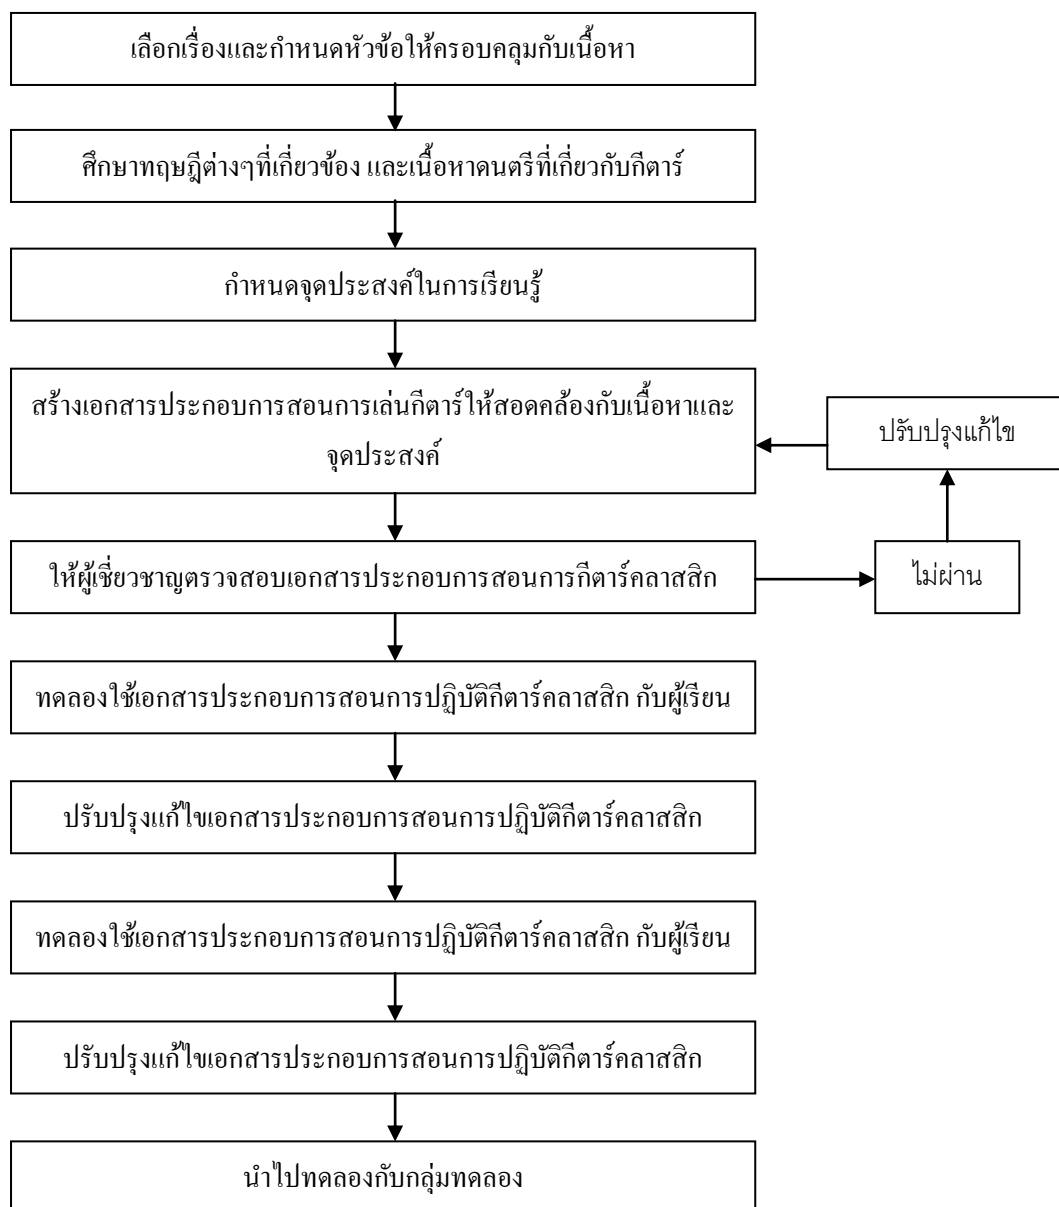 เลือกเรื่องและกำหนดหัวข้อให้ครอบคลุมกับเนื้อหา
ศึกษาทฤษฎีต่างๆที่เกี่ยวข้อง และเนื้อหาดนตรีที่เกี่ยวกับกีตาร์
กำหนดจุดประสงค์ในการเรียนรู้
สร้างเอกสารประกอบการสอนการเล่นกีตาร์ให้สอดคล้องกับเนื้อหาและ
จุดประสงค์
ปรับปรุงแก้ไข
ให้ผู้เชี่ยวชาญตรวจสอบเอกสารประกอบการสอนการกีตาร์คลาสสิก
ไม่ผ่าน
ทดลองใช้เอกสารประกอบการสอนการปฏิบัติกีตาร์คลาสสิก กับผู้เรียน
ปรับปรุงแก้ไขเอกสารประกอบการสอนการปฏิบัติกีตาร์คลาสสิก
ทดลองใช้เอกสารประกอบการสอนการปฏิบัติกีตาร์คลาสสิก กับผู้เรียน
ปรับปรุงแก้ไขเอกสารประกอบการสอนการปฏิบัติกีตาร์คลาสสิก
นำไปทดลองกับกลุ่มทดลอง